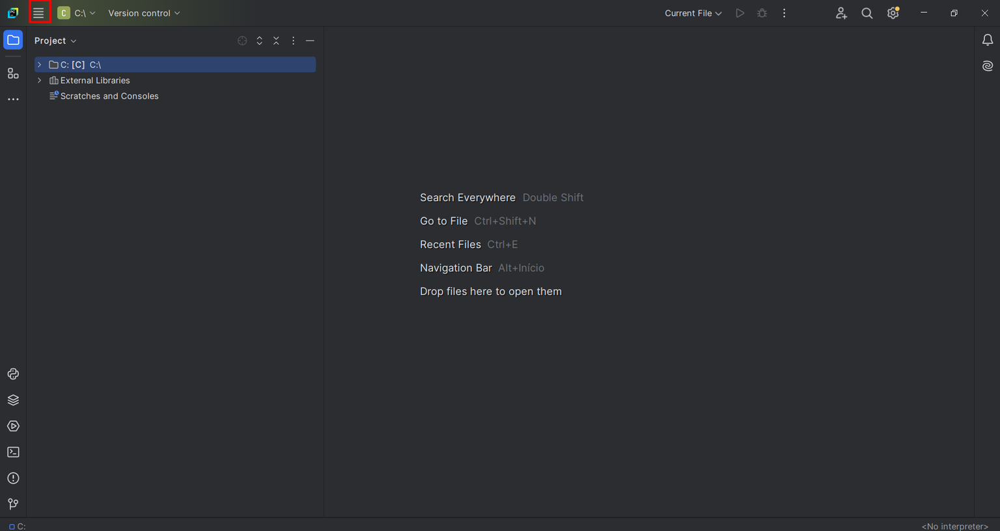 PC C C:\ Version control Current File
Project
C: [C] C:\
External Libraries
Scratches and Consoles
Search Everywhere Double Shift
Go to File Ctrl+Shift+N
Recent Files Ctrl+E
Navigation Bar Alt+Início
Drop files here to open them
C: <No interpreter>